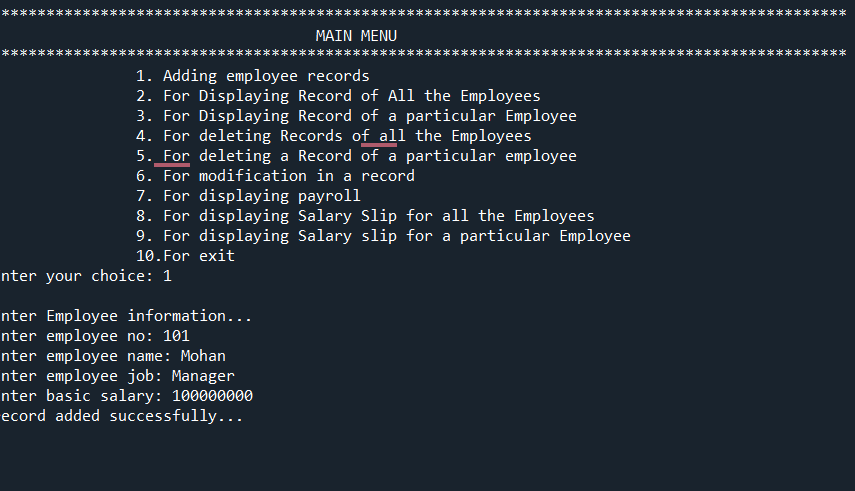 **********************************************************************************************
MAIN MENU
**********************************************************************************************
1. Adding employee records
2. For Displaying Record of All the Employees
3. For Displaying Record of a particular Employee
4. For deleting Records of all the Employees
5. For deleting a Record of a particular employee
6. For modification in a record
7. For displaying payroll
8. For displaying Salary Slip for all the Employees
9. For displaying Salary slip for a particular Employee
10.For exit
nter your choice: 1
nter Employee information...
nter employee no: 101
nter employee name: Mohan
nter employee job: Manager
nter basic salary: 100000000
ecord added successfully...